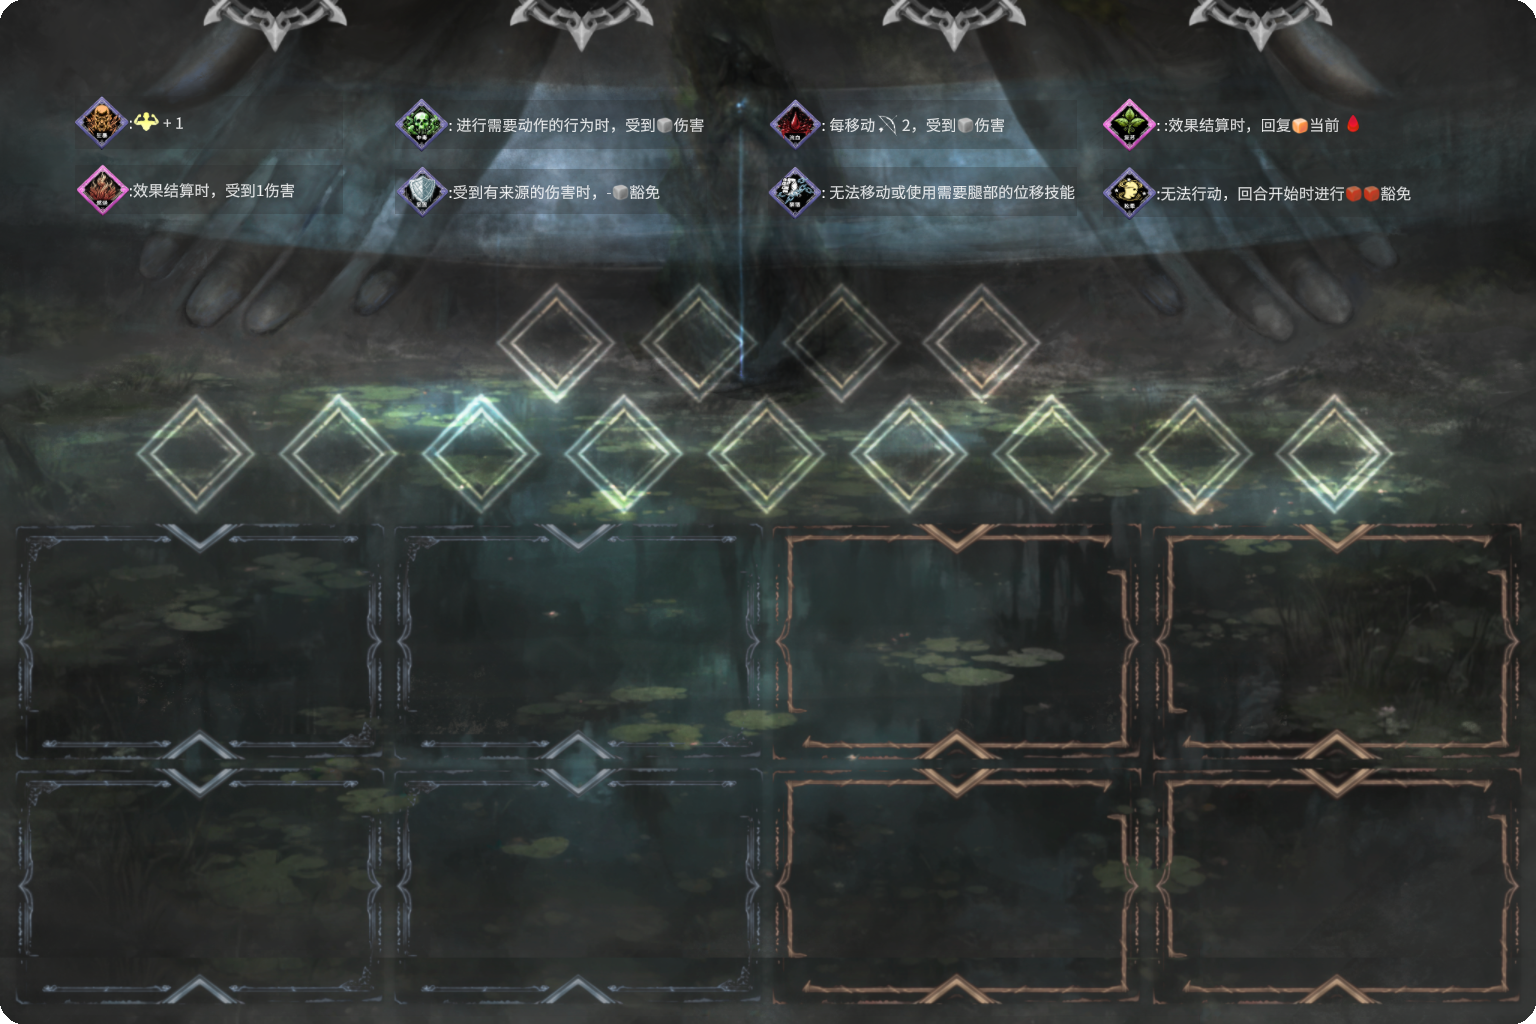 : + 1
: 进行需要动作的行为时，受到伤害
: 每移动 2，受到伤害
: :效果结算时，回复当前
:效果结算时，受到1伤害
:受到有来源的伤害时，-豁免
: 无法移动或使用需要腿部的位移技能
:无法行动，回合开始时进行豁免